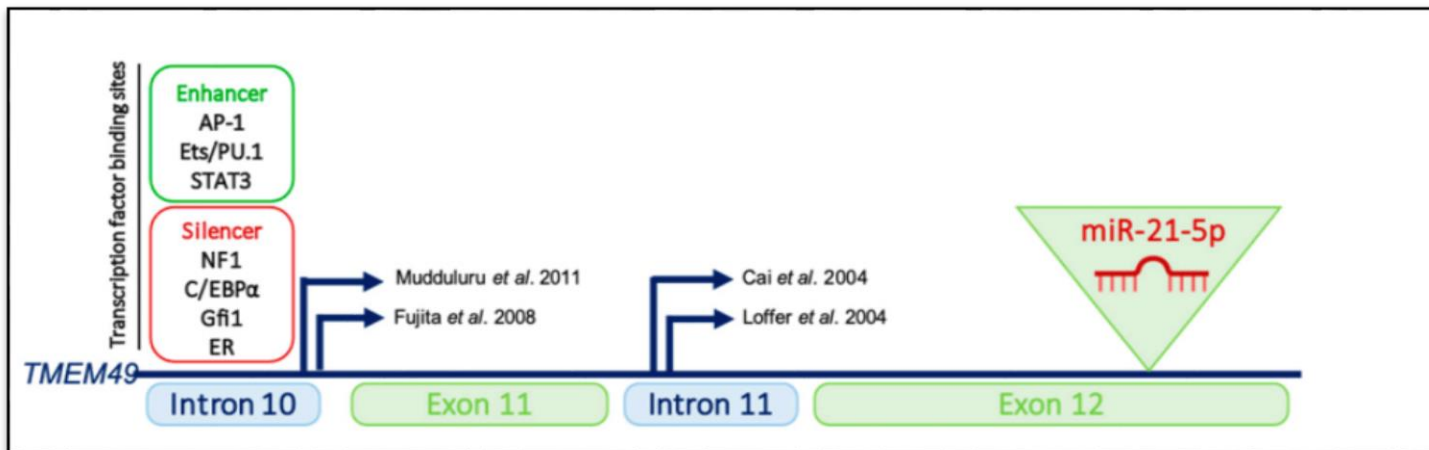 Transcription factor binding sites
Enhancer
AP-1
Ets/PU.1
STAT3
Silencer
NF1
C/EBPα
Gfi1
ER
Mudduluru et al. 2011
Fujita et al. 2008
Cai et al. 2004
Loffer et al. 2004
miR-21-5p
TMEM49
Intron 10
Exon 11
Intron 11
Exon 12